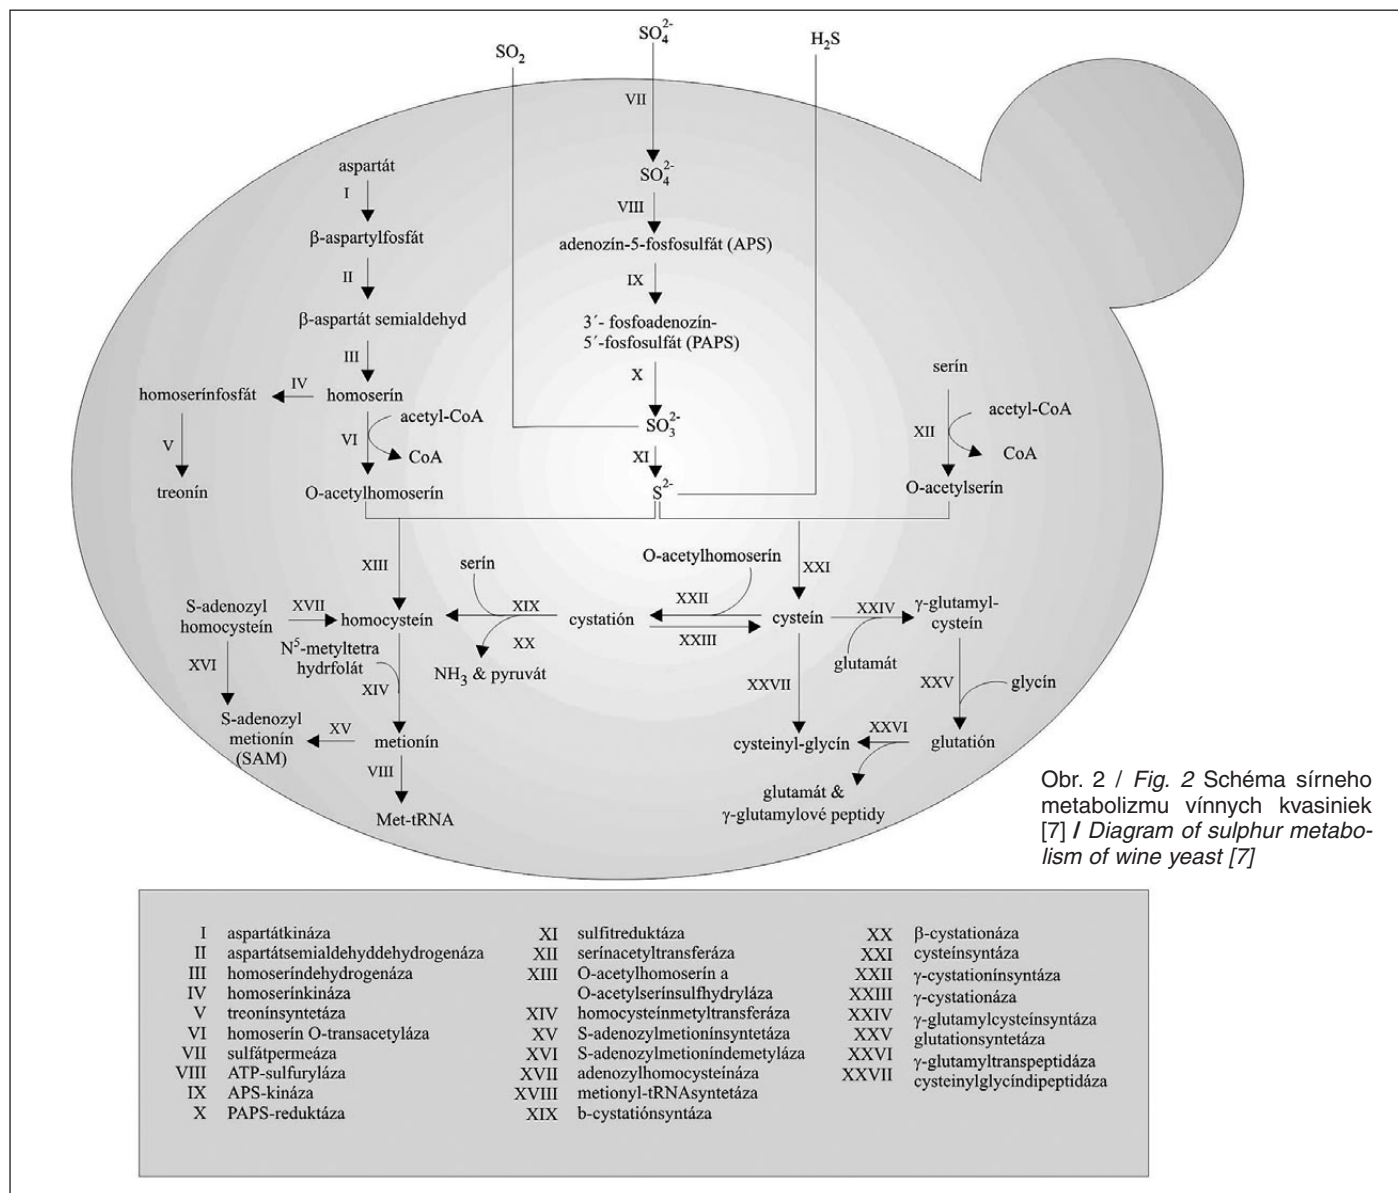 SO₂
SO₄²⁻
H₂S
VII
aspartát
I
β-aspartylfosfát
II
β-aspartát semialdehyd
III
homoserínfosfát
IV
homoserín
V
treonín
acetyl-CoA
VI
CoA
O-acetylhomoserín
SO₄²⁻
VIII
adenozín-5-fosfosulfát (APS)
IX
3´- fosfoadenozín-
5´-fosfosulfát (PAPS)
X
SO₃²⁻
XI
S²⁻
serín
acetyl-CoA
XII
CoA
O-acetylserín
XIII
serín
O-acetylhomoserín
XXI
S-adenozyl
homocysteín
XVII
homocysteín
XIX
XX
NH₃ & pyruvát
cystatión
XXII
XXIII
cysteín
XXIV
glutamát
γ-glutamyl-
cysteín
XVI
N⁵-metyltetra
hydrfolát
XIV
XXVII
XXV
glycín
S-adenozyl
metionín
(SAM)
XV
metionín
VIII
Met-tRNA
cysteinyl-glycín
XXVI
glutatión
glutamát &
γ-glutamylové peptidy
Obr. 2 / Fig. 2 Schéma sírneho
metabolizmu vínnych kvasiniek
[7] / Diagram of sulphur metabo-
lism of wine yeast [7]
I aspartátkináza
II aspartátsemialdehyddehydrogenáza
III homoseríndehydrogenáza
IV homoserínkináza
V treonínsyntetáza
VI homoserín O-transacetyláza
VII sulfátpermeáza
VIII ATP-sulfuryláza
IX APS-kináza
X PAPS-reduktáza
XI sulfitreduktáza
XII serínacetyltransferáza
XIII O-acetylhomoserín a
O-acetylserínsulfhydryláza
XIV homocysteínmetyltransferáza
XV S-adenozylmetionínsyntetáza
XVI S-adenozylmetioníndemetyláza
XVII adenozylhomocysteináza
XVIII metionyl-tRNAsyntetáza
XIX b-cystatiónsyntáza
XX β-cystationáza
XXI cysteínsyntáza
XXII γ-cystationínsyntáza
XXIII γ-cystationáza
XXIV γ-glutamylcysteínsyntáza
XXV glutationsyntetáza
XXVI γ-glutamyltranspeptidáza
XXVII cysteinylglycíndipeptidáza